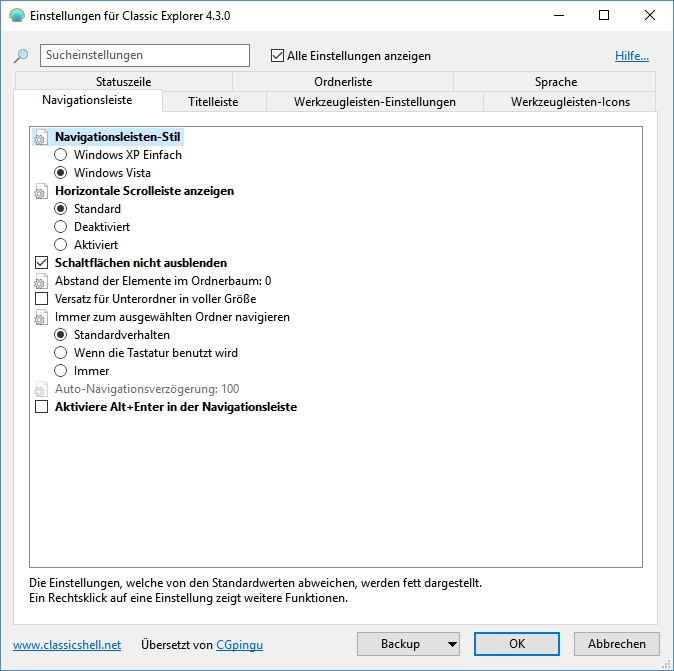 Einstellungen für Classic Explorer 4.3.0
Sucheinstellungen
Alle Einstellungen anzeigen
Hilfe...
Statuszeile
Ordnerliste
Sprache
Navigationsleiste
Titelleiste
Werkzeugleisten-Einstellungen
Werkzeugleisten-Icons
Navigationsleisten-Stil
Windows XP Einfach
Windows Vista
Horizontale Scrolleiste anzeigen
Standard
Deaktiviert
Aktiviert
Schaltflächen nicht ausblenden
Abstand der Elemente im Ordnerbaum: 0
Versatz für Unterordner in voller Größe
Immer zum ausgewählten Ordner navigieren
Standardverhalten
Wenn die Tastatur benutzt wird
Immer
Auto-Navigationsverzögerung: 100
Aktiviere Alt+Enter in der Navigationsleiste
Die Einstellungen, welche von den Standardwerten abweichen, werden fett dargestellt.
Ein Rechtsklick auf eine Einstellung zeigt weitere Funktionen.
www.classicshell.net
Übersetzt von CGpingu
Backup
OK
Abbrechen